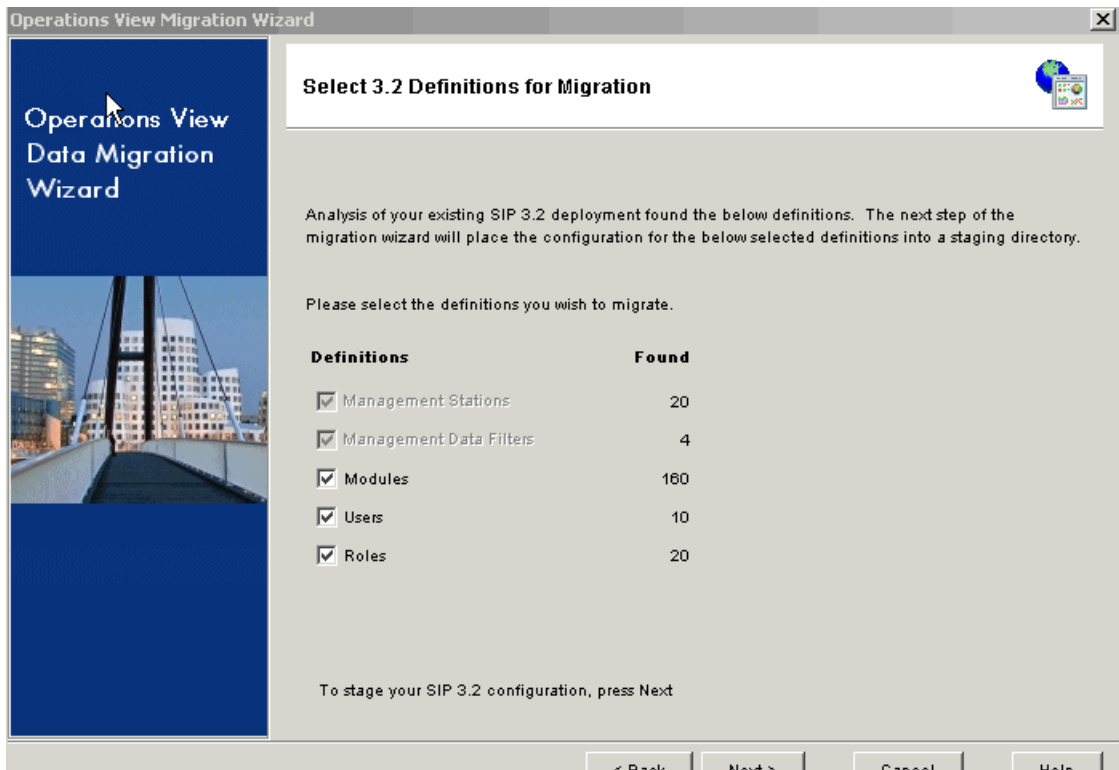 Operations View Migration Wizard
Operations View
Data Migration
Wizard
Select 3.2 Definitions for Migration
Analysis of your existing SIP 3.2 deployment found the below definitions. The next step of the
migration wizard will place the configuration for the below selected definitions into a staging directory.
Please select the definitions you wish to migrate.
Definitions Found
Management Stations 20
Management Data Filters 4
Modules 160
Users 10
Roles 20
To stage your SIP 3.2 configuration, press Next
< Back Next > Cancel Help